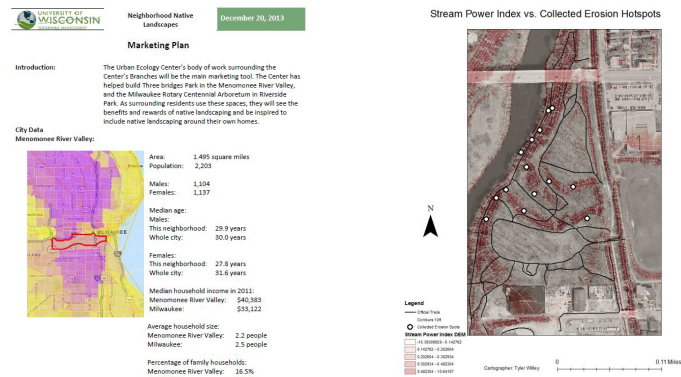 UNIVERSITY OF
WISCONSIN
Neighborhood Native
Landscapes
December 20, 2013
Marketing Plan
Introduction:
The Urban Ecology Center's body of work surrounding the
Center's Branches will be the main marketing tool. The Center has
helped build Three bridges Park in the Menomonee River Valley,
and the Milwaukee Rotary Centennial Arboretum in Riverside
Park. As surrounding residents use these spaces, they will see the
benefits and rewards of native landscaping and be inspired to
include native landscaping around their own homes.
City Data
Menomonee River Valley:
Area: 1.495 square miles
Population: 2,203
Males: 1,104
Females: 1,137
Median age:
Males:
This neighborhood: 29.9 years
Whole city: 30.0 years
Females:
This neighborhood: 27.8 years
Whole city: 31.6 years
Median household income in 2011:
Menomonee River Valley: $40,383
Milwaukee: $33,122
Average household size:
Menomonee River Valley: 2.2 people
Milwaukee: 2.5 people
Percentage of family households:
Menomonee River Valley: 16.5%
MILWAUKEE
Stream Power Index vs. Collected Erosion Hotspots
N
Legend
Official Trails
Contours 10ft
Collected Erosion Spots
Stream Power Index DEM
Cartographer: Tyler Willey
0
0.11 Miles